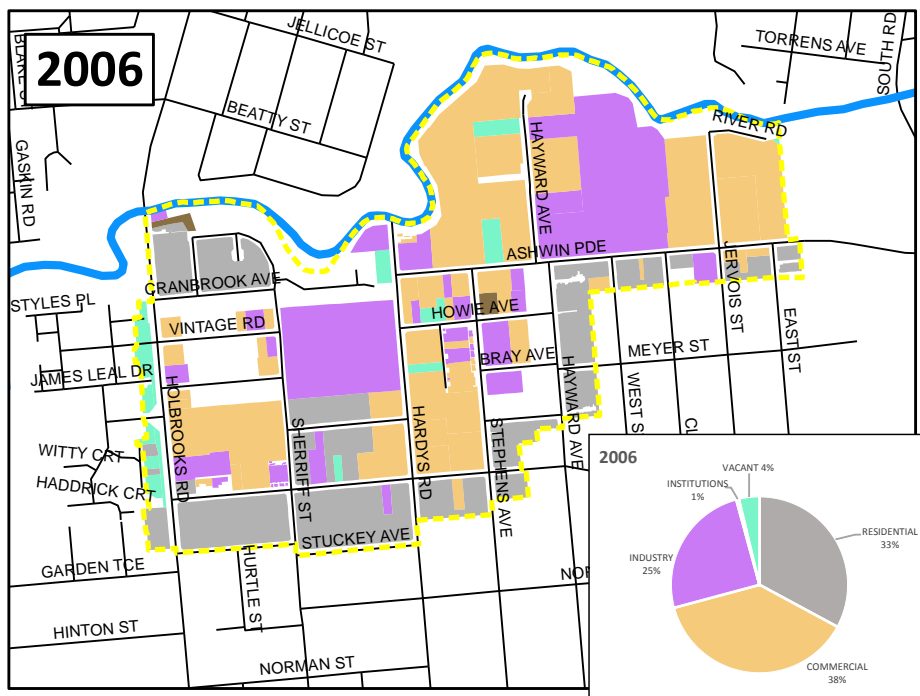 2006
JELLICOE ST
TORRENS AVE
SOUTH RD
BEATTY ST
RIVER RD
GASKIN RD
HAYWARD AVE
ASHWIN PDE
JERVOIS ST
CRANBROOK AVE
STYLES PL
HOWIE AVE
VINTAGE RD
EAST ST
MEYER ST
BRAY AVE
JAMES LEAL DR
HOLBROOKS RD
HAYWARD AVE
WEST S
HARDYS RD
SHERRIFF ST
STEPHENS AVE
CL
WITTY CRT
HADDRICK CRT
STUCKEY AVE
GARDEN TCE
HURTLE ST
NOR
HINTON ST
NORMAN ST
2006
VACANT 4%
INSTITUTIONS
1%
RESIDENTIAL
33%
INDUSTRY
25%
COMMERCIAL
38%